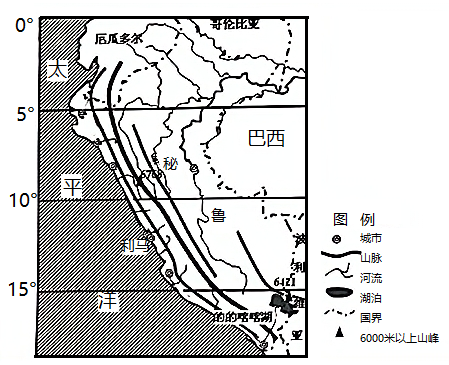 0°
厄瓜多尔
哥伦比亚
太
5°
巴西
秘
6768
平
10°
鲁
利马
玻
利
维
亚
15°
洋
6421
的的喀喀湖
图 例
城市
山脉
河流
湖泊
国界
6000米以上山峰